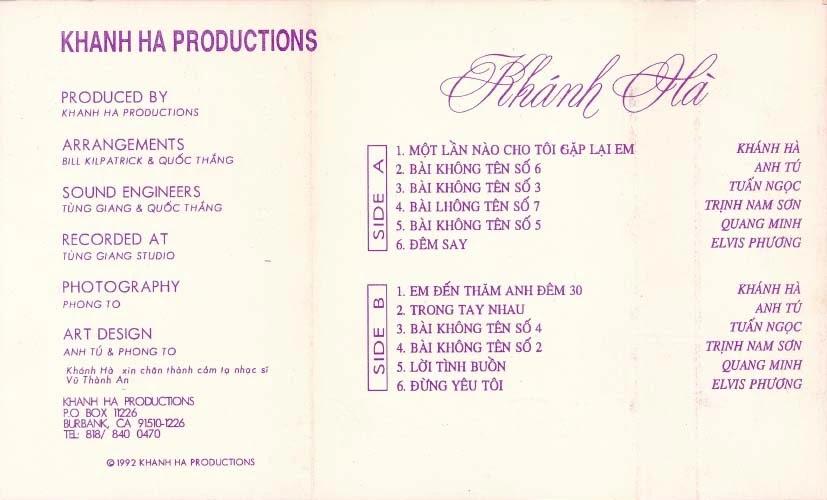 KHANH HA PRODUCTIONS
PRODUCED BY
KHANH HA PRODUCTIONS
ARRANGEMENTS
BILL KILPATRICK & QUỐC THẮNG
SOUND ENGINEERS
TÙNG GIANG & QUỐC THẮNG
RECORDED AT
TÙNG GIANG STUDIO
PHOTOGRAPHY
PHONG TO
ART DESIGN
ANH TÚ & PHONG TO
Khánh Hà xin chân thành cảm tạ nhạc sĩ
Vũ Thành An
KHANH HA PRODUCTIONS
P.O BOX 11226
BURBANK, CA 91510-1226
TEL: 818/ 840 0470
© 1992 KHANH HA PRODUCTIONS
Khánh Hà
SIDE A
1. MỘT LẦN NÀO CHO TÔI GẶP LẠI EM KHÁNH HÀ
2. BÀI KHÔNG TÊN SỐ 6 ANH TÚ
3. BÀI KHÔNG TÊN SỐ 3 TUẤN NGỌC
4. BÀI LHÔNG TÊN SỐ 7 TRỊNH NAM SƠN
5. BÀI KHÔNG TÊN SỐ 5 QUANG MINH
6. ĐÊM SAY ELVIS PHƯƠNG
SIDE B
1. EM ĐẾN THĂM ANH ĐÊM 30 KHÁNH HÀ
2. TRONG TAY NHAU ANH TÚ
3. BÀI KHÔNG TÊN SỐ 4 TUẤN NGỌC
4. BÀI KHÔNG TÊN SỐ 2 TRỊNH NAM SƠN
5. LỜI TÌNH BUỒN QUANG MINH
6. ĐỪNG YÊU TÔI ELVIS PHƯƠNG